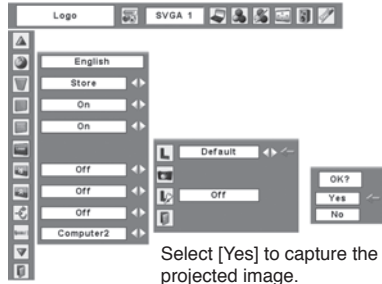 Logo
SVGA 1
English
Store
On
On
Off
Off
Off
Computer2
Default
Off
OK?
Yes
No
Select [Yes] to capture the
projected image.